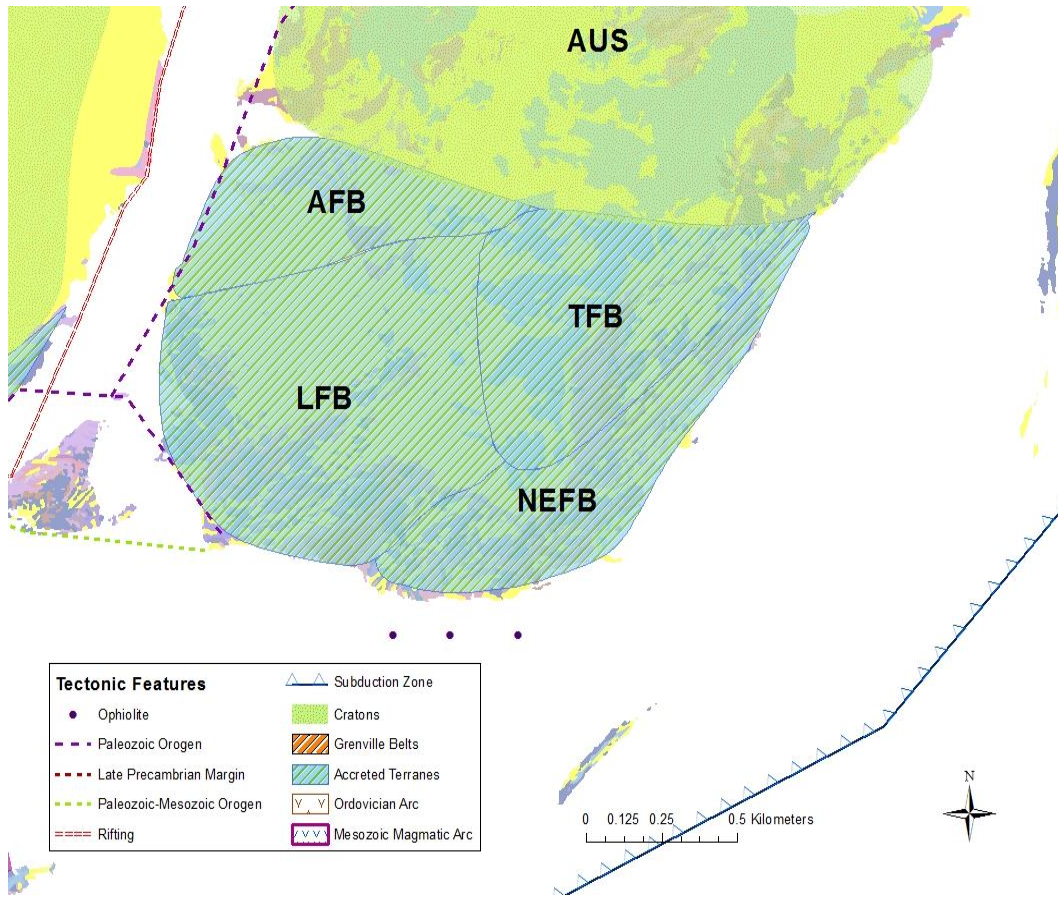 AUS
AFB
TFB
LFB
NEFB
Tectonic Features
Ophiolite
Paleozoic Orogen
Late Precambrian Margin
Paleozoic-Mesozoic Orogen
Rifting
Subduction Zone
Cratons
Grenville Belts
Accreted Terranes
Ordovician Arc
Mesozoic Magmatic Arc
0 0.125 0.25 0.5 Kilometers
N